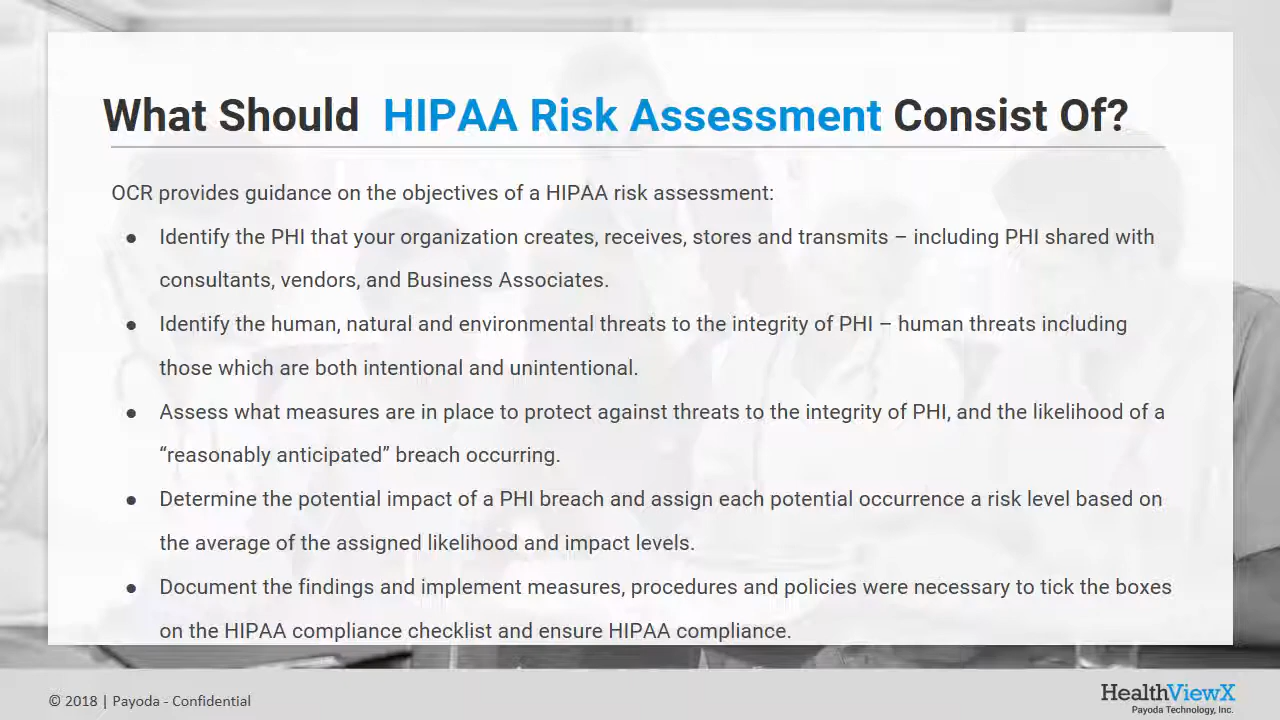 What Should HIPAA Risk Assessment Consist Of?
OCR provides guidance on the objectives of a HIPAA risk assessment:
● Identify the PHI that your organization creates, receives, stores and transmits – including PHI shared with
consultants, vendors, and Business Associates.
● Identify the human, natural and environmental threats to the integrity of PHI – human threats including
those which are both intentional and unintentional.
● Assess what measures are in place to protect against threats to the integrity of PHI, and the likelihood of a
“reasonably anticipated” breach occurring.
● Determine the potential impact of a PHI breach and assign each potential occurrence a risk level based on
the average of the assigned likelihood and impact levels.
● Document the findings and implement measures, procedures and policies were necessary to tick the boxes
on the HIPAA compliance checklist and ensure HIPAA compliance.
© 2018 | Payoda - Confidential
HealthViewX
Payoda Technology, Inc.